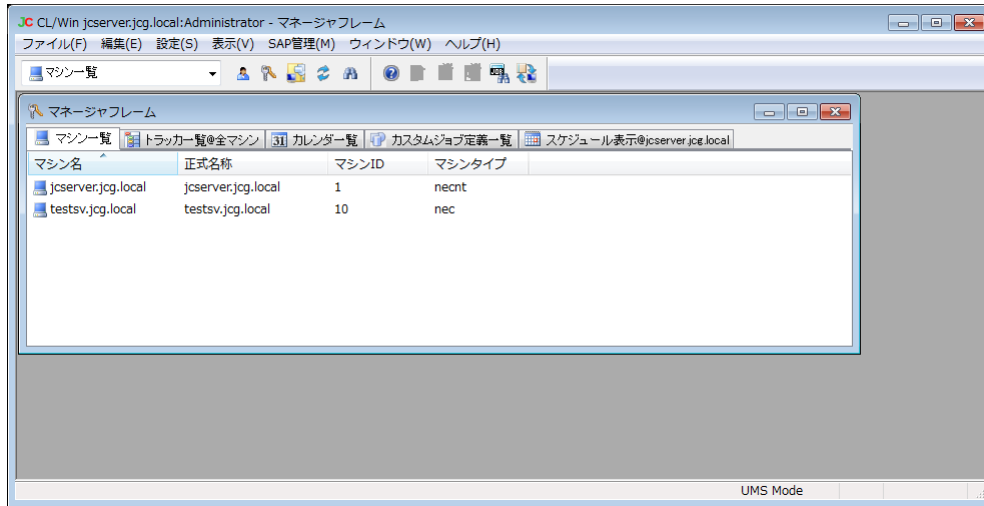 JC CL/Win jcserver.jcg.local:Administrator - マネージャフレーム
ファイル(F) 編集(E) 設定(S) 表示(V) SAP管理(M) ウィンドウ(W) ヘルプ(H)
マシン一覧
マネージャフレーム
マシン一覧 トラッカ一覧@全マシン 31 カレンダ一覧 カスタムジョブ定義一覧 スケジュール表示@jcserver.jcg.local
マシン名 正式名称 マシンID マシンタイプ
jcserver.jcg.local jcserver.jcg.local 1 necnt
testsv.jcg.local testsv.jcg.local 10 nec
UMS Mode